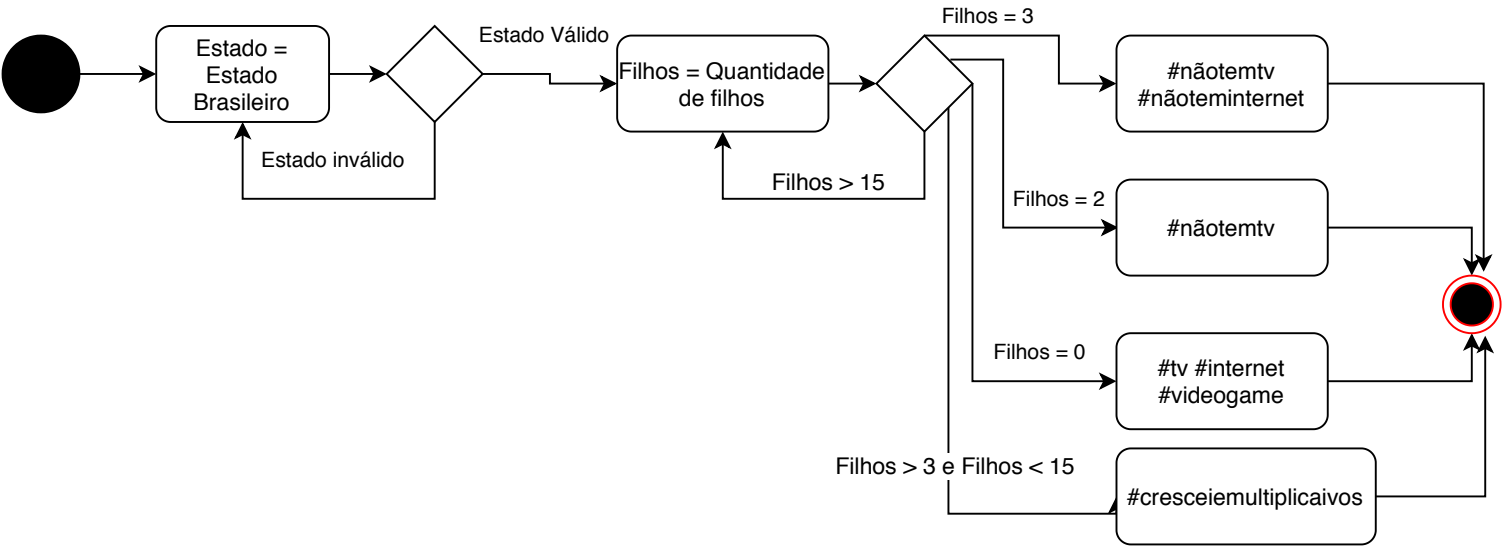 Estado =
Estado
Brasileiro
Estado inválido
Estado Válido
Filhos = Quantidade
de filhos
Filhos > 15
Filhos = 3
#nãotemtv
#nãoteminternet
Filhos = 2
#nãotemtv
Filhos = 0
#tv #internet
#videogame
Filhos > 3 e Filhos < 15
#cresceiemultiplicaivos